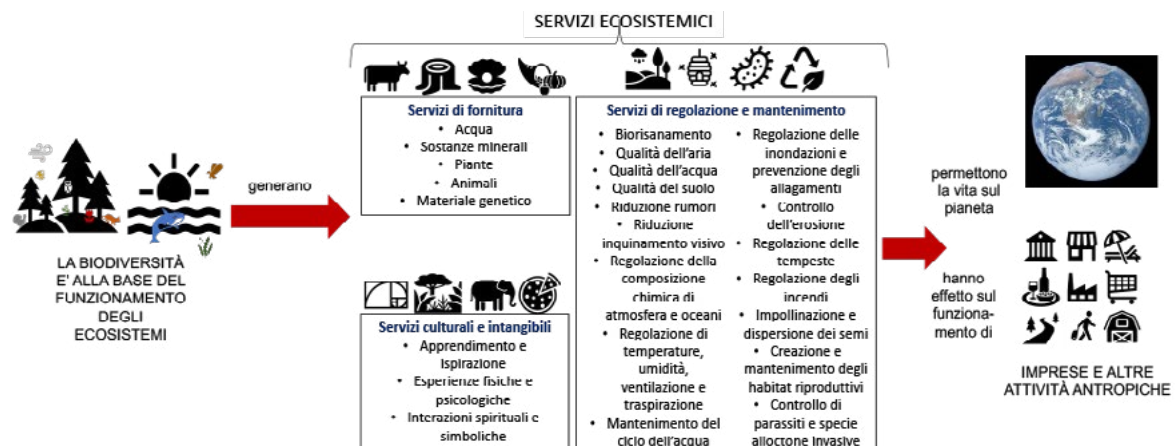 SERVIZI ECOSISTEMICI
LA BIODIVERSITÀ
E' ALLA BASE DEL
FUNZIONAMENTO
DEGLI
ECOSISTEMI
generano
Servizi di fornitura
• Acqua
• Sostanze minerali
• Piante
• Animali
• Materiale genetico
Servizi culturali e intangibili
• Apprendimento e
ispirazione
• Esperienze fisiche e
psicologiche
• Interazioni spirituali e
simboliche
Servizi di regolazione e mantenimento
• Biorisanamento
• Qualità dell'aria
• Qualità dell'acqua
• Qualità del suolo
• Riduzione rumori
• Riduzione
inquinamento visivo
• Regolazione della
composizione
chimica di
atmosfera e oceani
• Regolazione di
temperature,
umidità,
ventilazione e
traspirazione
• Mantenimento del
ciclo dell'acqua
• Regolazione delle
inondazioni e
prevenzione degli
allagamenti
• Controllo
dell'erosione
• Regolazione delle
tempeste
• Regolazione degli
incendi
• Impollinazione e
dispersione dei semi
• Creazione e
mantenimento degli
habitat riproduttivi
• Controllo di
parassiti e specie
alloctone invasive
permettono
la vita sul
pianeta
hanno
effetto sul
funziona-
mento di
IMPRESE E ALTRE
ATTIVITÀ ANTROPICHE